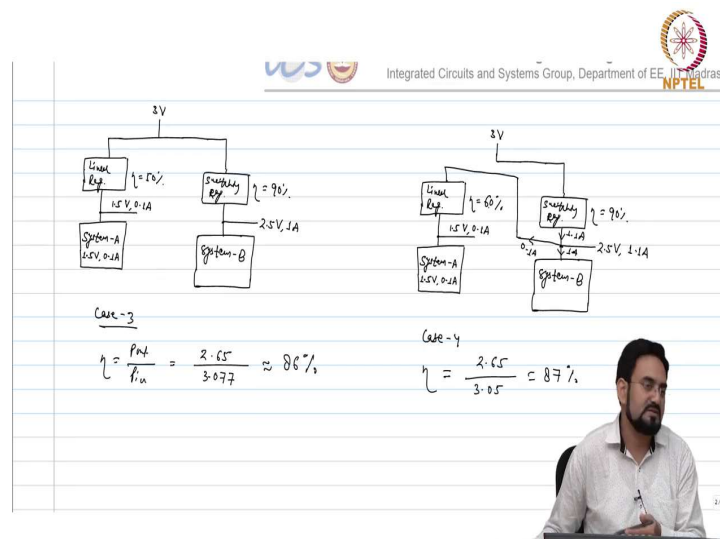 Integrated Circuits and Systems Group, Department of EE, IIT Madras
NPTEL
3V
Linear Reg.
η = 50%.
Switching Reg.
η = 90%.
1.5V, 0.1A
2.5V, 1A
System-A
1.5V, 0.1A
System-B
Case-3
η = Pout/Pin = 2.65/3.077 ≈ 86%
3V
Linear Reg.
η = 60%.
Switching Reg.
η = 90%.
1.1A
1.5V, 0.1A
0.1A
1A
2.5V, 1.1A
System-A
1.5V, 0.1A
System-B
Case-4
η = 2.65/3.05 = 87%